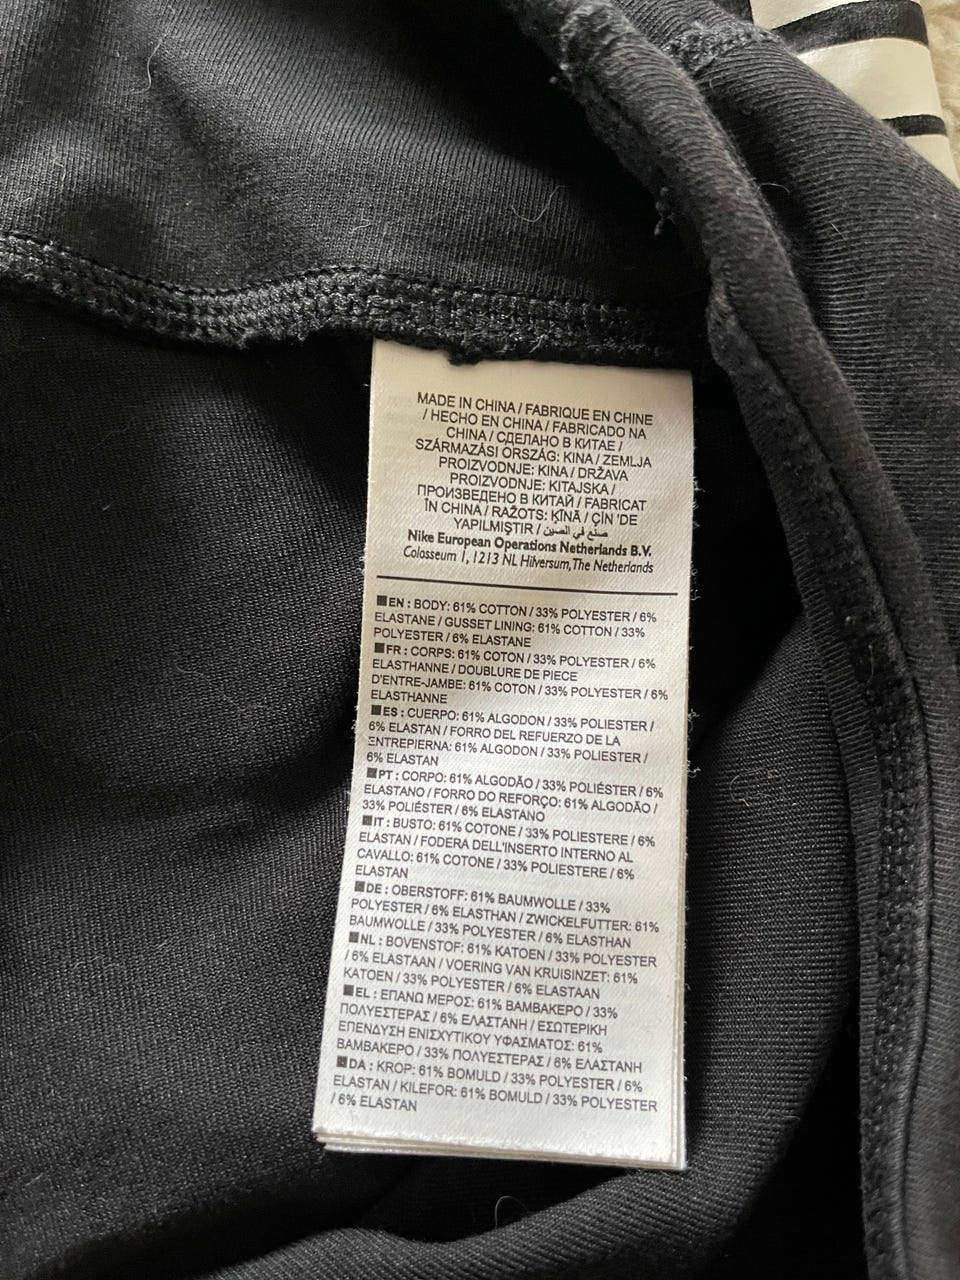 MADE IN CHINA / FABRIQUE EN CHINE
/ HECHO EN CHINA / FABRICADO NA
CHINA / СДЕЛАНО В КИТАЕ /
SZÁRMAZÁSI ORSZÁG: KINA / ZEMLJA
PROIZVODNJE: KINA / DRŽAVA
PROIZVODNJE: KITAJSKA /
ПРОИЗВЕДЕНО В КИТАЙ / FABRICAT
ÎN CHINA / RAŽOTS: ĶĪNĀ / ÇİN 'DE
YAPILMIŞTIR / صنع في الصين
Nike European Operations Netherlands B.V.
Colosseum 1, 1213 NL Hilversum, The Netherlands
■EN : BODY: 61% COTTON / 33% POLYESTER / 6%
ELASTANE / GUSSET LINING: 61% COTTON / 33%
POLYESTER / 6% ELASTANE
■FR : CORPS: 61% COTON / 33% POLYESTER / 6%
ELASTHANNE / DOUBLURE DE PIECE
D'ENTRE-JAMBE: 61% COTON / 33% POLYESTER / 6%
ELASTHANNE
■ES : CUERPO: 61% ALGODON / 33% POLIESTER /
6% ELASTAN / FORRO DEL REFUERZO DE LA
ENTREPIERNA: 61% ALGODON / 33% POLIESTER /
6% ELASTAN
■PT : CORPO: 61% ALGODÃO / 33% POLIÉSTER / 6%
ELASTANO / FORRO DO REFORÇO: 61% ALGODÃO /
33% POLIÉSTER / 6% ELASTANO
■IT : BUSTO: 61% COTONE / 33% POLIESTERE / 6%
ELASTAN / FODERA DELL'INSERTO INTERNO AL
CAVALLO: 61% COTONE / 33% POLIESTERE / 6%
ELASTAN
■DE : OBERSTOFF: 61% BAUMWOLLE / 33%
POLYESTER / 6% ELASTHAN / ZWICKELFUTTER: 61%
BAUMWOLLE / 33% POLYESTER / 6% ELASTHAN
■NL : BOVENSTOF: 61% KATOEN / 33% POLYESTER
/ 6% ELASTAAN / VOERING VAN KRUISINZET: 61%
KATOEN / 33% POLYESTER / 6% ELASTAAN
■EL : ΕΠΑΝΩ ΜΕΡΟΣ: 61% ΒΑΜΒΑΚΕΡΟ / 33%
ΠΟΛΥΕΣΤΕΡΑΣ / 6% ΕΛΑΣΤΑΝΗ / ΕΣΩΤΕΡΙΚΗ
ΕΠΕΝΔΥΣΗ ΕΝΙΣΧΥΤΙΚΟΥ ΥΦΑΣΜΑΤΟΣ: 61%
ΒΑΜΒΑΚΕΡΟ / 33% ΠΟΛΥΕΣΤΕΡΑΣ / 6% ΕΛΑΣΤΑΝΗ
■DA : KROP: 61% BOMULD / 33% POLYESTER / 6%
ELASTAN / KILEFOR: 61% BOMULD / 33% POLYESTER
/ 6% ELASTAN